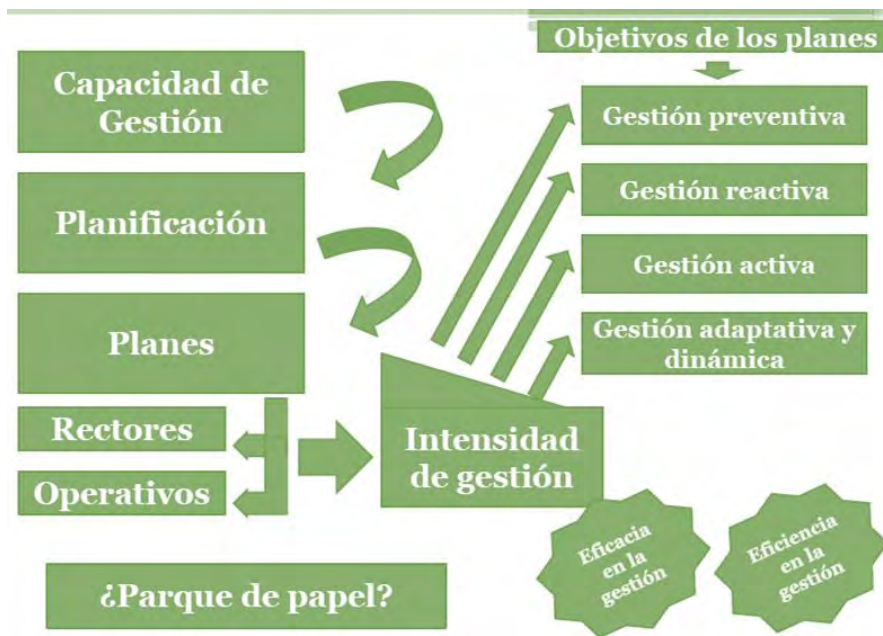 Capacidad de
Gestión
Planificación
Planes
Rectores
Operativos
¿Parque de papel?
Intensidad
de gestión
Objetivos de los planes
Gestión preventiva
Gestión reactiva
Gestión activa
Gestión adaptativa y
dinámica
Eficacia
en la
gestión
Eficiencia
en la
gestión